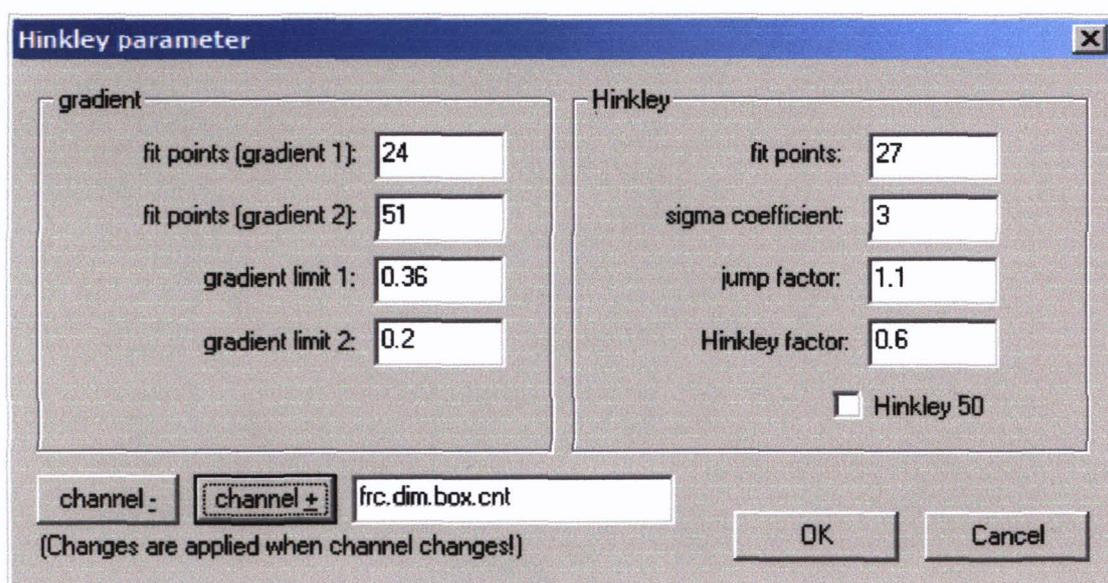 Hinkley parameter
gradient
fit points (gradient 1): 24
fit points (gradient 2): 51
gradient limit 1: 0.36
gradient limit 2: 0.2
Hinkley
fit points: 27
sigma coefficient: 3
jump factor: 1.1
Hinkley factor: 0.6
Hinkley 50
channel - channel + frc.dim.box.cnt
(Changes are applied when channel changes!)
OK Cancel